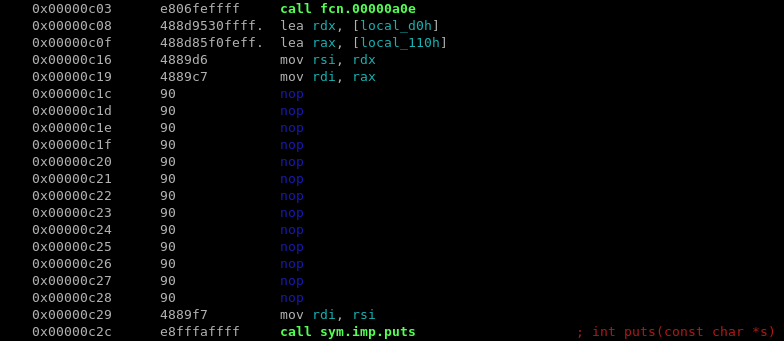 0x00000c03 e806feffff call fcn.00000a0e
0x00000c08 488d9530ffff. lea rdx, [local_d0h]
0x00000c0f 488d85f0feff. lea rax, [local_110h]
0x00000c16 4889d6 mov rsi, rdx
0x00000c19 4889c7 mov rdi, rax
0x00000c1c 90 nop
0x00000c1d 90 nop
0x00000c1e 90 nop
0x00000c1f 90 nop
0x00000c20 90 nop
0x00000c21 90 nop
0x00000c22 90 nop
0x00000c23 90 nop
0x00000c24 90 nop
0x00000c25 90 nop
0x00000c26 90 nop
0x00000c27 90 nop
0x00000c28 90 nop
0x00000c29 4889f7 mov rdi, rsi
0x00000c2c e8fffaffff call sym.imp.puts ; int puts(const char *s)